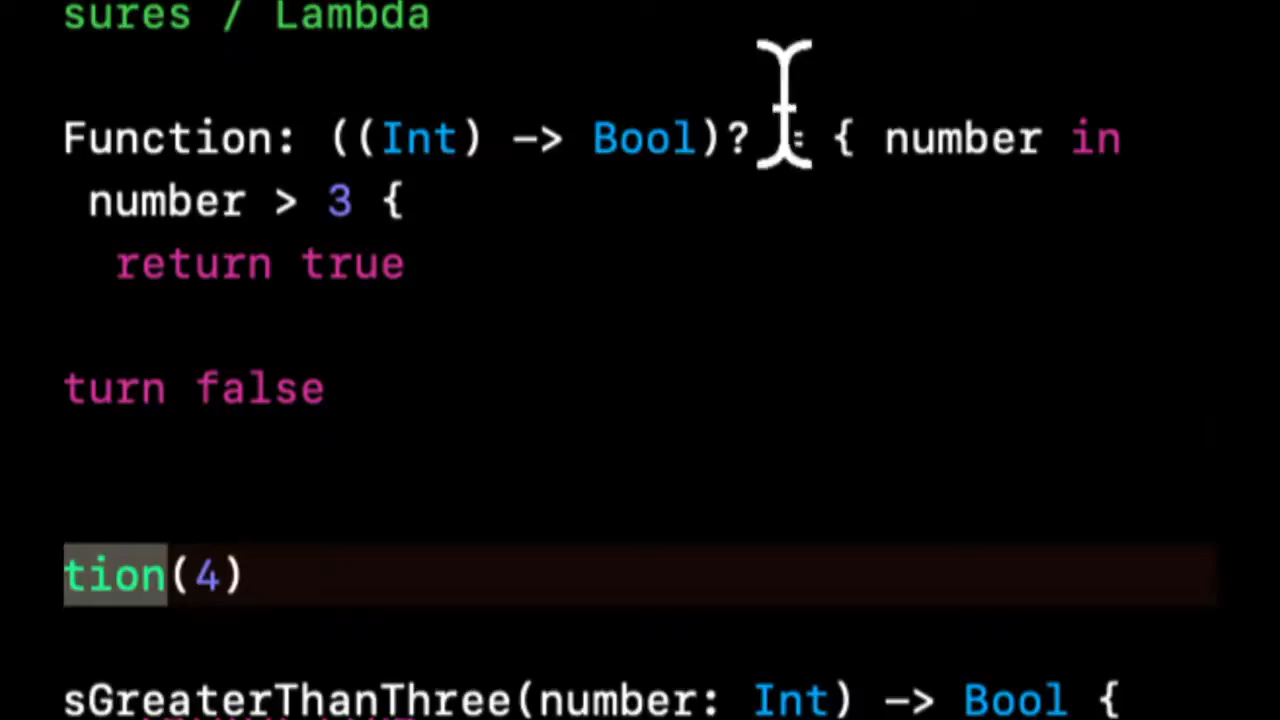 sures / Lambda
Function: ((Int) -> Bool)? = { number in
number > 3 {
return true
turn false
tion(4)
sGreaterThanThree(number: Int) -> Bool {